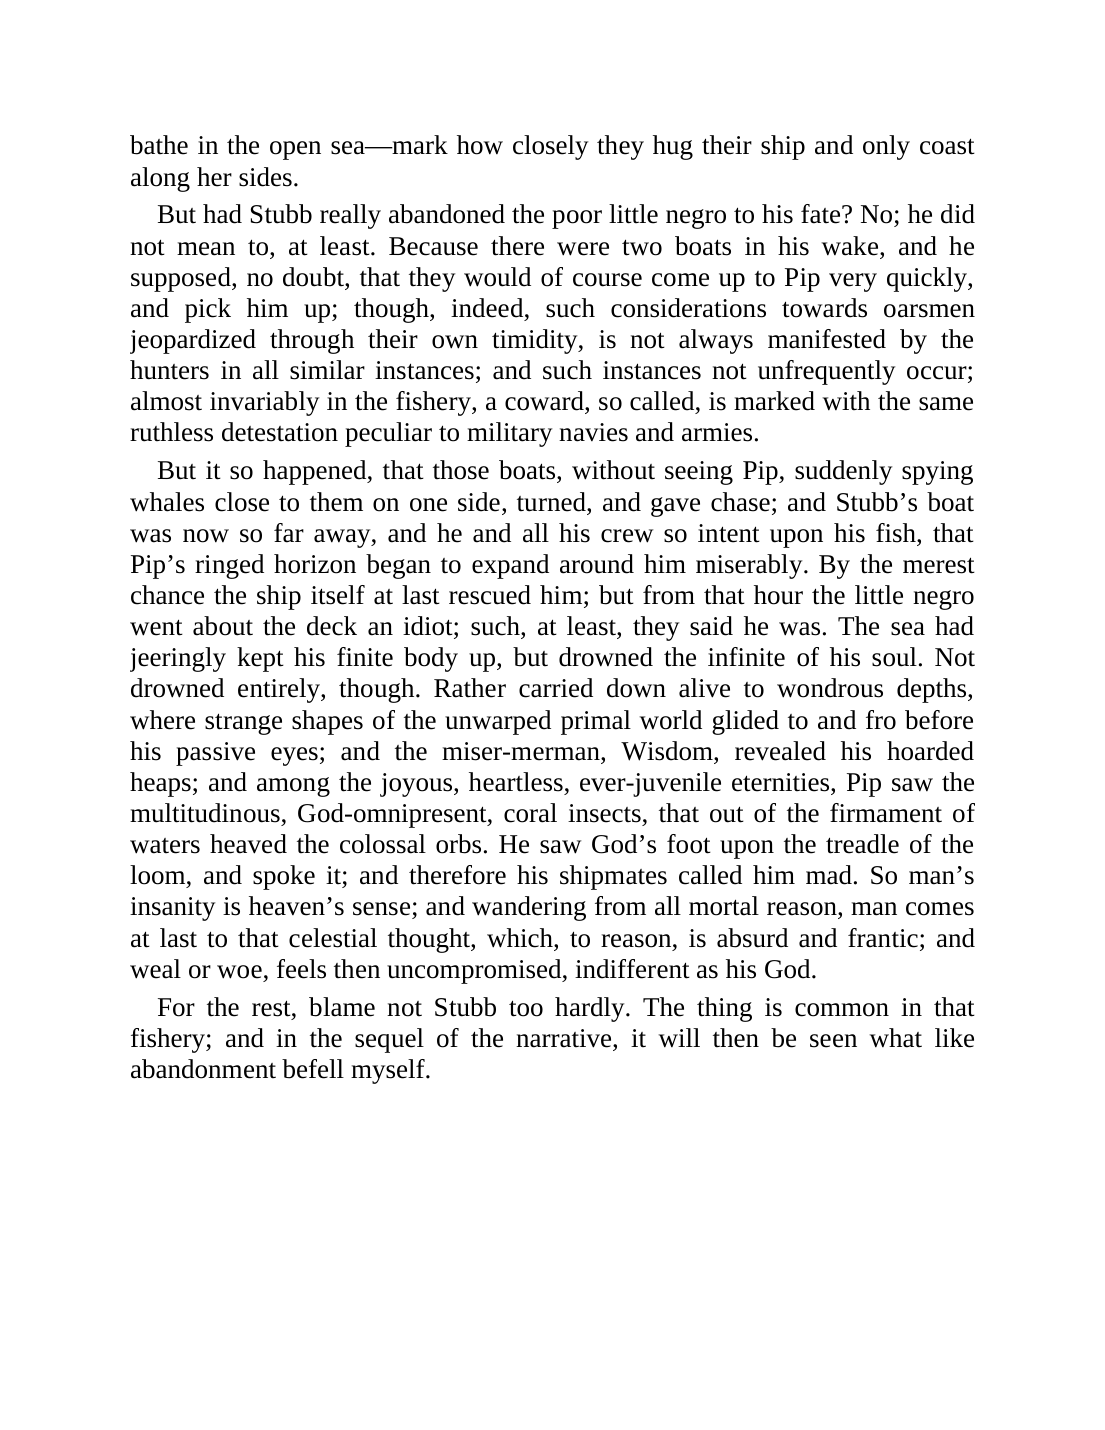 bathe in the open sea—mark how closely they hug their ship and only coast
along her sides.
But had Stubb really abandoned the poor little negro to his fate? No; he did
not mean to, at least. Because there were two boats in his wake, and he
supposed, no doubt, that they would of course come up to Pip very quickly,
and pick him up; though, indeed, such considerations towards oarsmen
jeopardized through their own timidity, is not always manifested by the
hunters in all similar instances; and such instances not unfrequently occur;
almost invariably in the fishery, a coward, so called, is marked with the same
ruthless detestation peculiar to military navies and armies.
But it so happened, that those boats, without seeing Pip, suddenly spying
whales close to them on one side, turned, and gave chase; and Stubb’s boat
was now so far away, and he and all his crew so intent upon his fish, that
Pip’s ringed horizon began to expand around him miserably. By the merest
chance the ship itself at last rescued him; but from that hour the little negro
went about the deck an idiot; such, at least, they said he was. The sea had
jeeringly kept his finite body up, but drowned the infinite of his soul. Not
drowned entirely, though. Rather carried down alive to wondrous depths,
where strange shapes of the unwarped primal world glided to and fro before
his passive eyes; and the miser-merman, Wisdom, revealed his hoarded
heaps; and among the joyous, heartless, ever-juvenile eternities, Pip saw the
multitudinous, God-omnipresent, coral insects, that out of the firmament of
waters heaved the colossal orbs. He saw God’s foot upon the treadle of the
loom, and spoke it; and therefore his shipmates called him mad. So man’s
insanity is heaven’s sense; and wandering from all mortal reason, man comes
at last to that celestial thought, which, to reason, is absurd and frantic; and
weal or woe, feels then uncompromised, indifferent as his God.
For the rest, blame not Stubb too hardly. The thing is common in that
fishery; and in the sequel of the narrative, it will then be seen what like
abandonment befell myself.